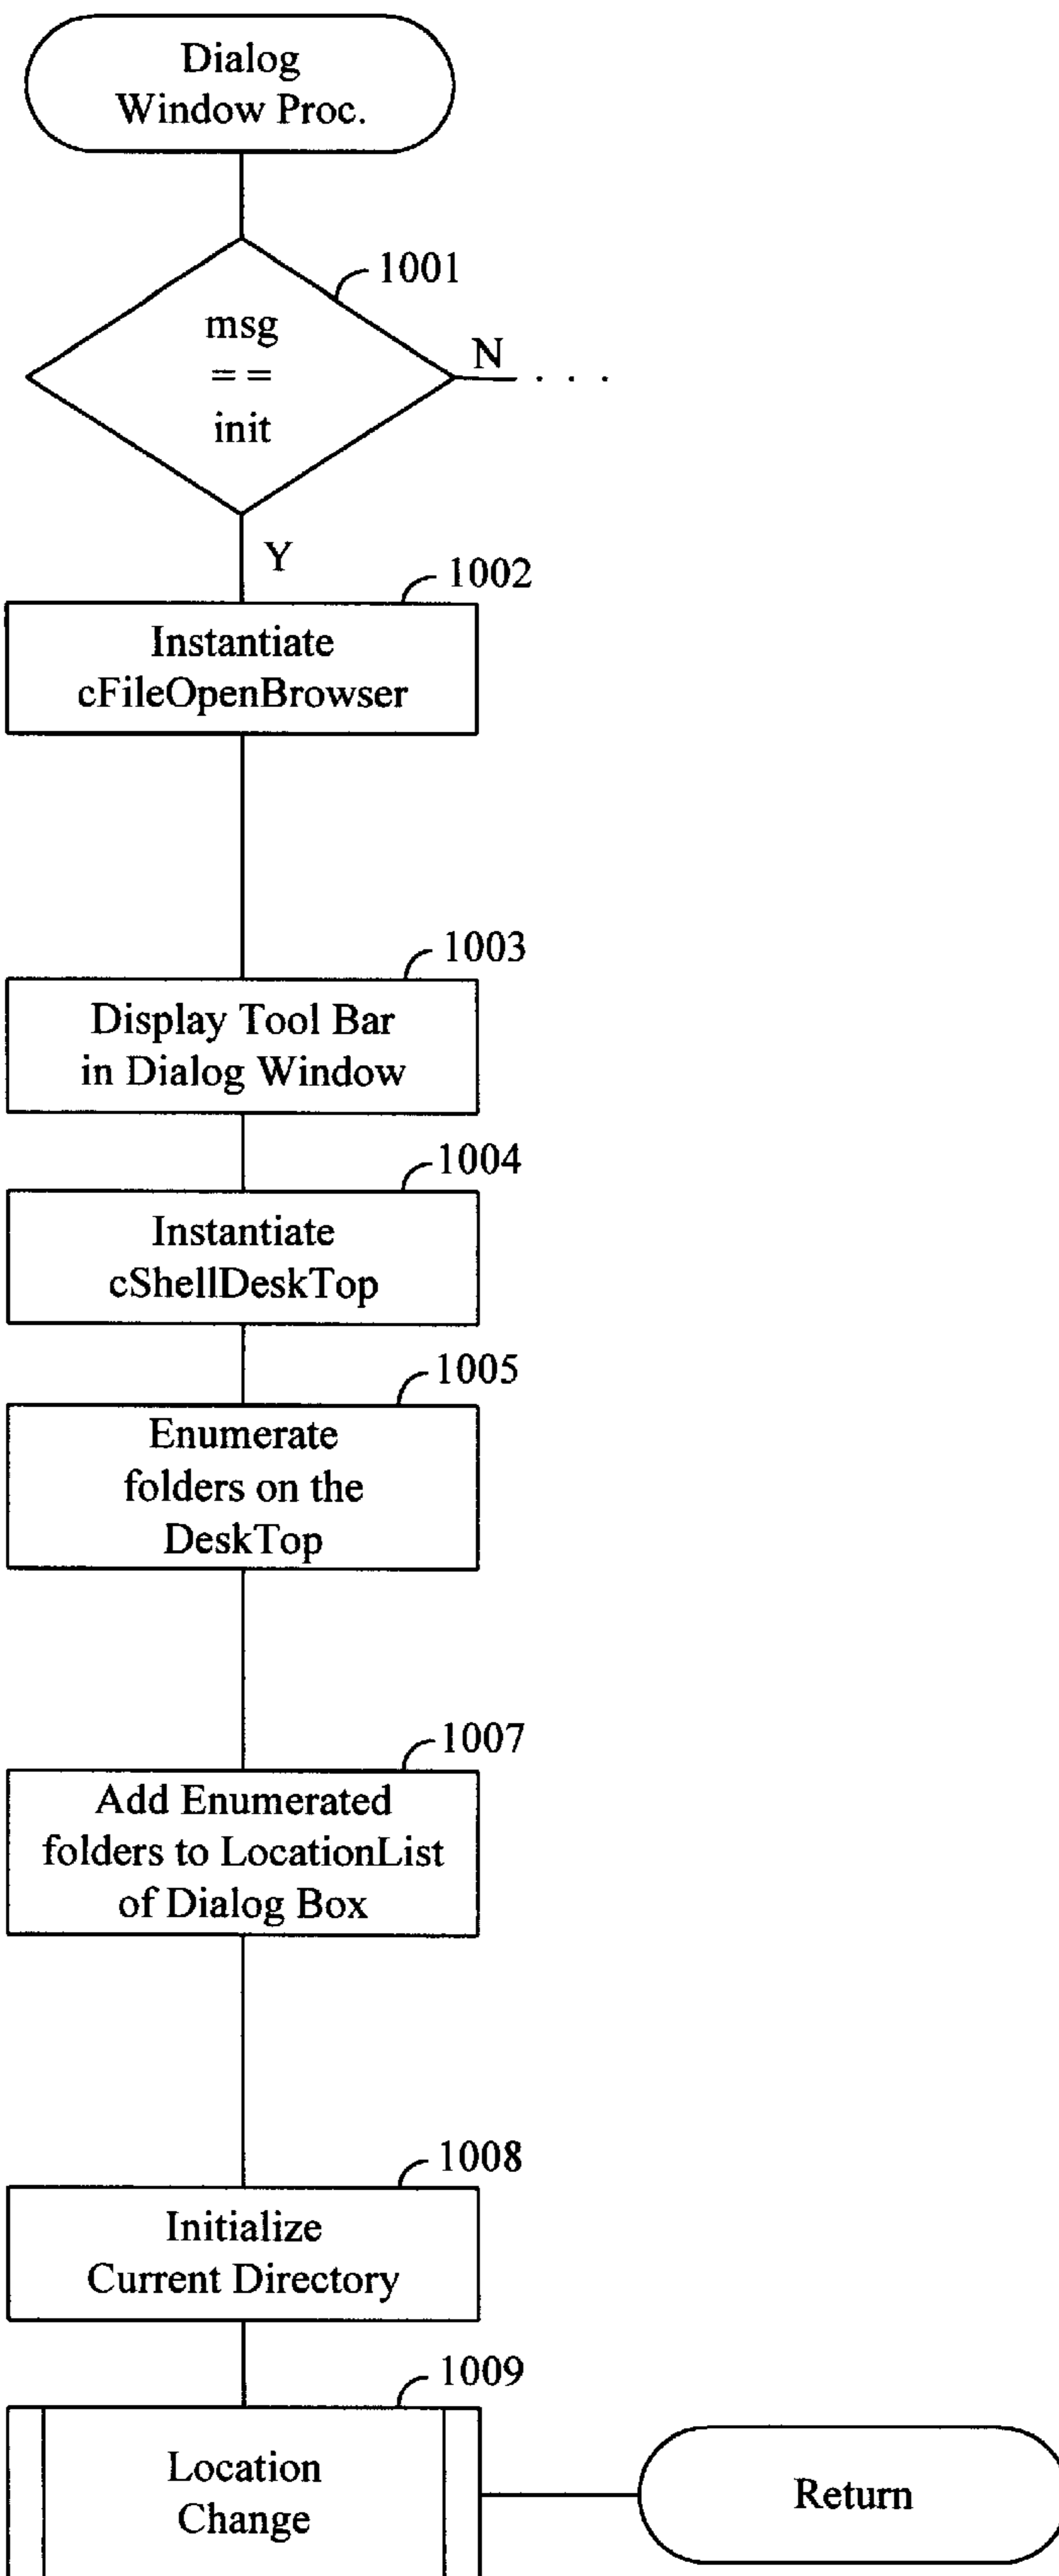 Dialog
Window Proc.
1001
msg
= =
init
N . . .
Y
1002
Instantiate
cFileOpenBrowser
1003
Display Tool Bar
in Dialog Window
1004
Instantiate
cShellDeskTop
1005
Enumerate
folders on the
DeskTop
1007
Add Enumerated
folders to LocationList
of Dialog Box
1008
Initialize
Current Directory
1009
Location
Change
Return